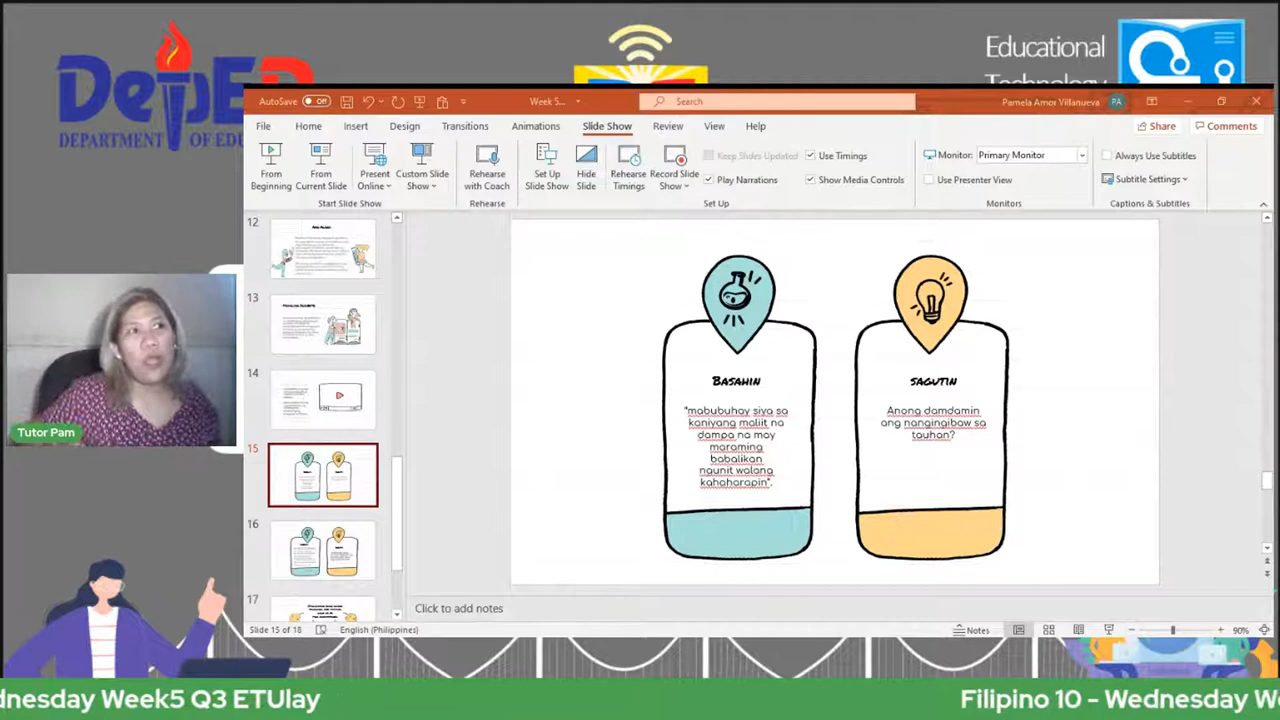 DepED
DEPARTMENT OF EDU
Educational
Technology
AutoSave Off
Week 5...
Search
Pamela Amor Villanueva PA
File Home Insert Design Transitions Animations Slide Show Review View Help
Share Comments
From Beginning
From Current Slide
Present Online
Custom Slide Show
Rehearse with Coach
Set Up Slide Show
Hide Slide
Rehearse Timings
Record Slide Show
Keep Slides Updated
Play Narrations
Use Timings
Show Media Controls
Monitor: Primary Monitor
Use Presenter View
Always Use Subtitles
Subtitle Settings
Start Slide Show Rehearse Set Up Monitors Captions & Subtitles
12
13
14
15
16
17
Basahin
"mabubuhay siya sa
kaniyang maliit na
dampa na may
maraming
babalikan
ngunit walang
kahaharapin".
sagutin
Anong damdamin
ang nangingibaw sa
tauhan?
Tutor Pam
Click to add notes
Slide 15 of 18 English (Philippines) Notes 90%
dnesday Week5 Q3 ETUlay
Filipino 10 - Wednesday We